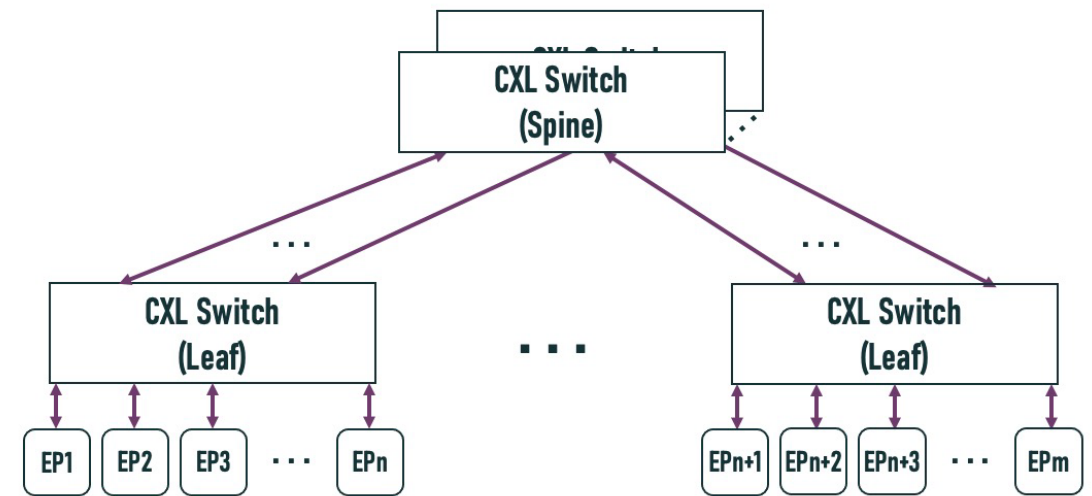 CXL Switch
(Spine)
...
...
CXL Switch
(Leaf)
...
CXL Switch
(Leaf)
EP1 EP2 EP3 ... EPn
EPn+1 EPn+2 EPn+3 ... EPm